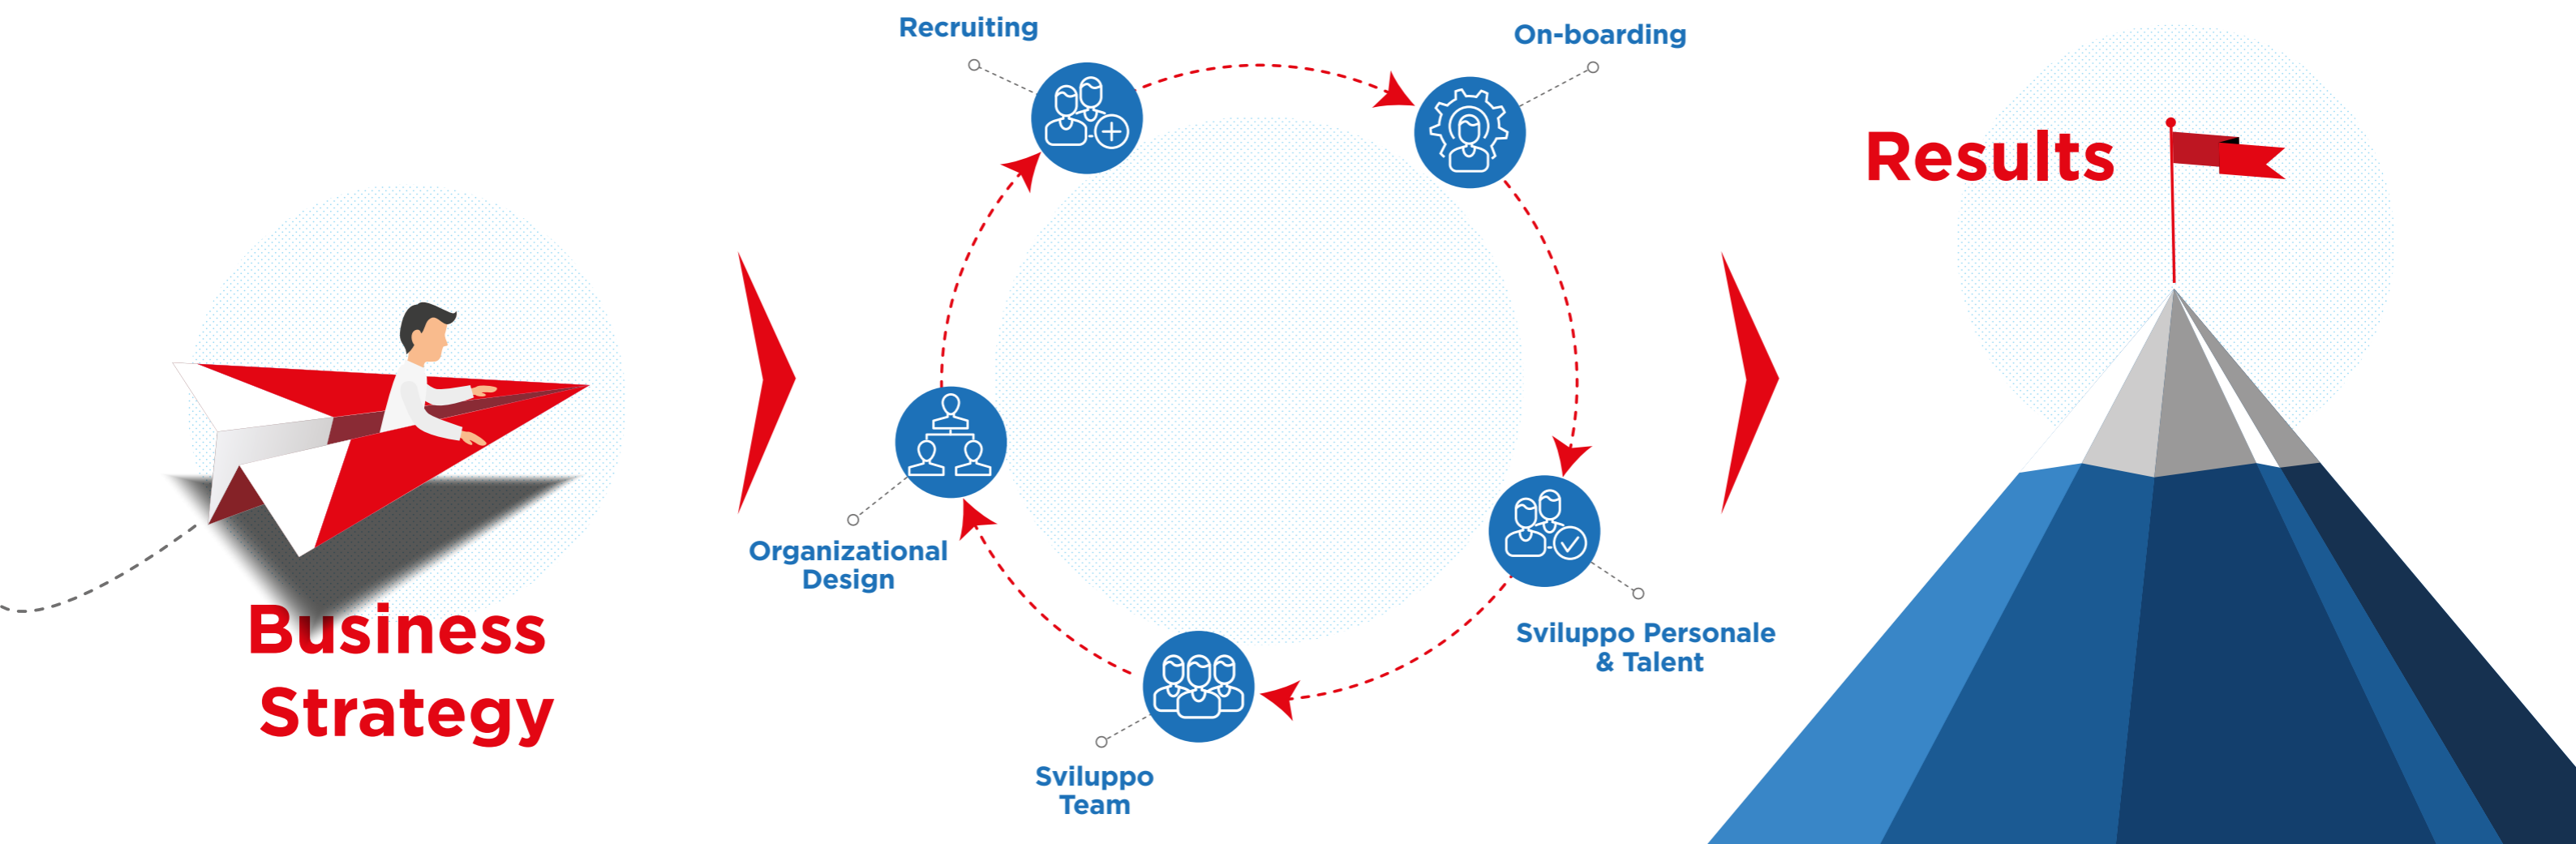 Business
Strategy
Recruiting
On-boarding
Organizational
Design
Sviluppo Personale
& Talent
Sviluppo
Team
Results